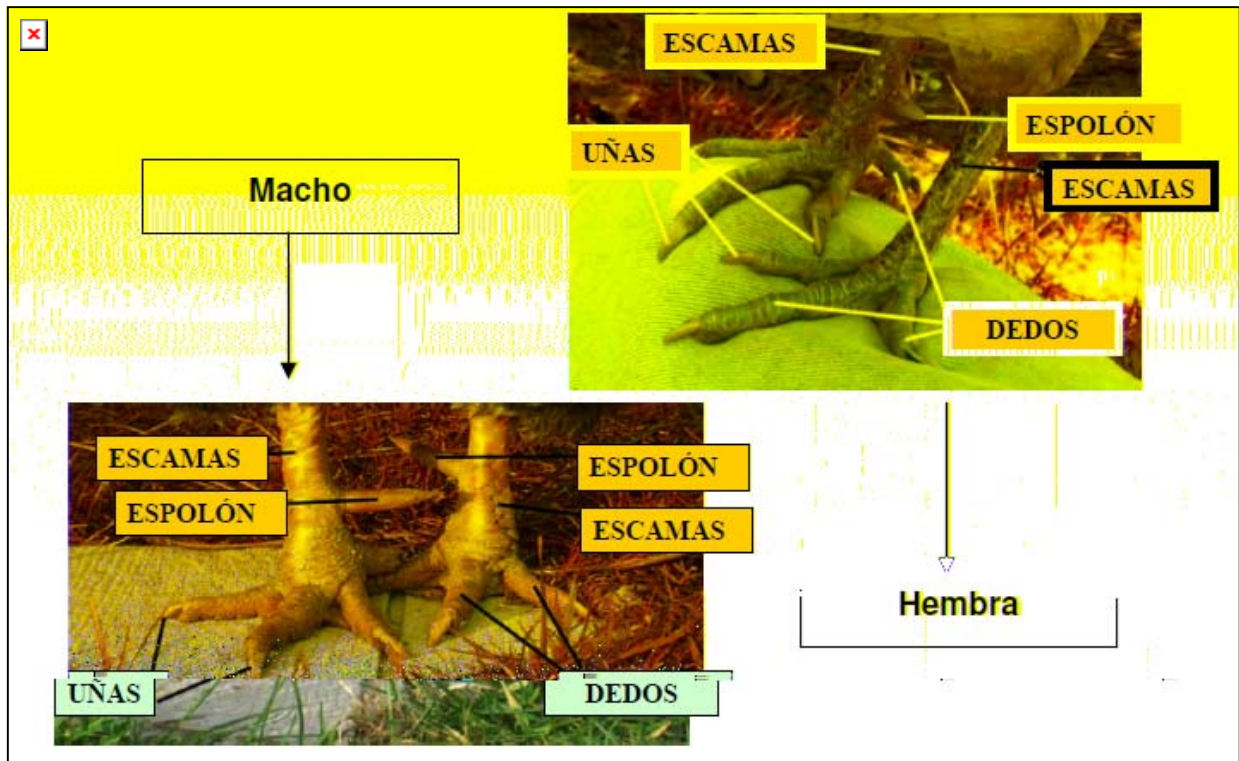 ESCAMAS
ESPOLÓN
UÑAS
ESCAMAS
Macho
DEDOS
ESCAMAS
ESPOLÓN
ESPOLÓN
ESCAMAS
Hembra
UÑAS
DEDOS